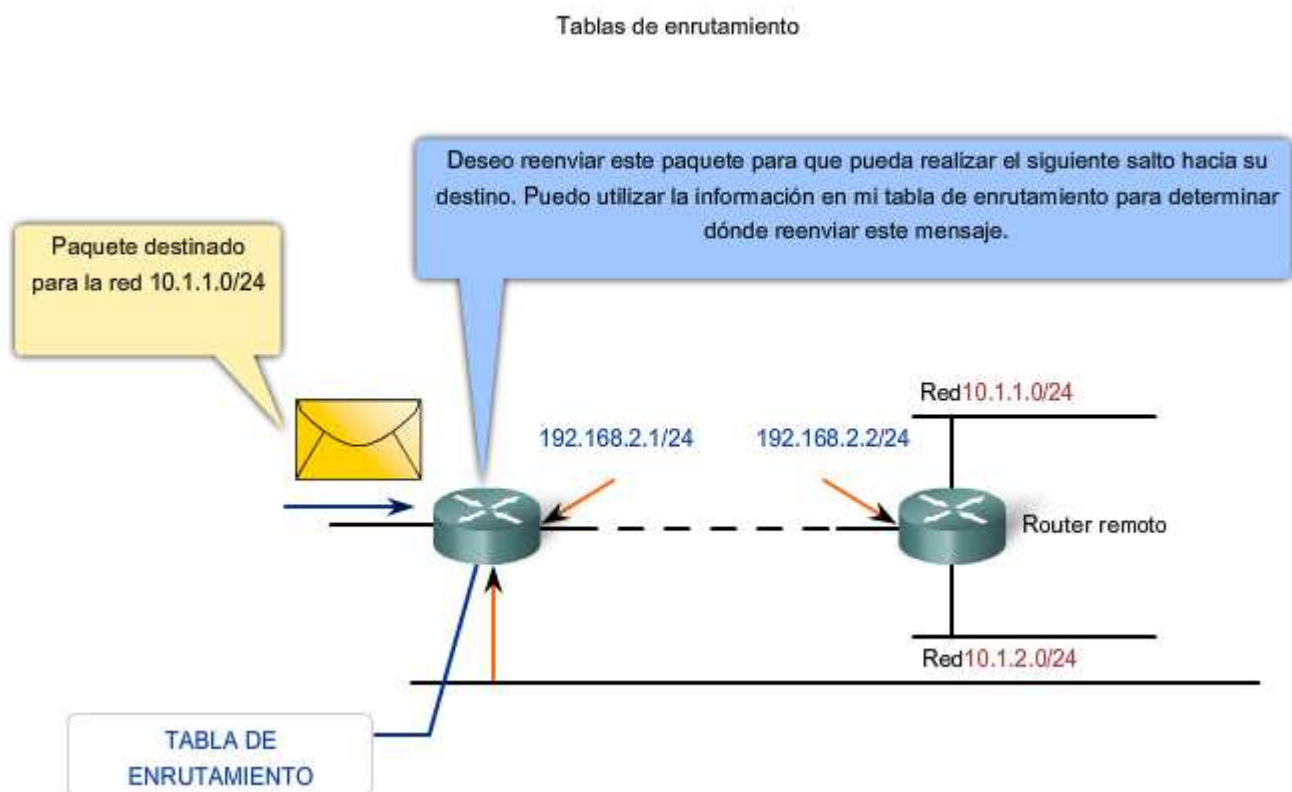 Tablas de enrutamiento
Deseo reenviar este paquete para que pueda realizar el siguiente salto hacia su
destino. Puedo utilizar la información en mi tabla de enrutamiento para determinar
dónde reenviar este mensaje.
Paquete destinado
para la red 10.1.1.0/24
Red10.1.1.0/24
192.168.2.1/24
192.168.2.2/24
Router remoto
Red10.1.2.0/24
TABLA DE
ENRUTAMIENTO